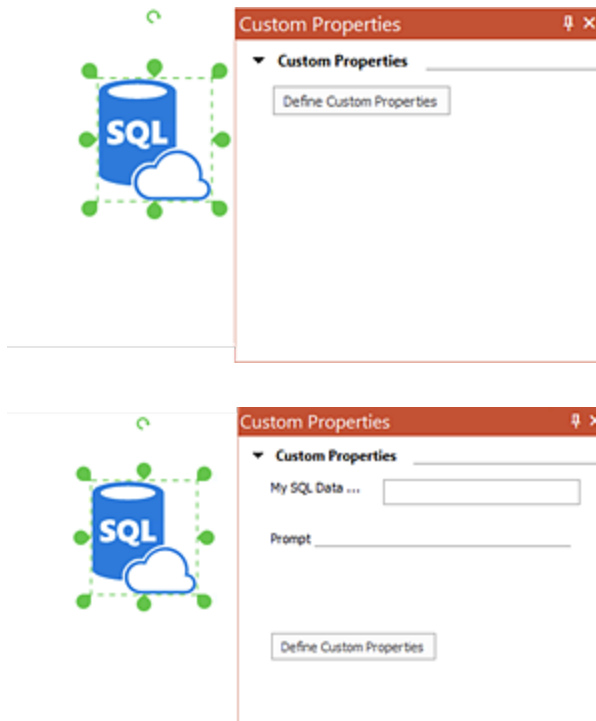 Custom Properties
Custom Properties
Define Custom Properties
SQL
Custom Properties
Custom Properties
My SQL Data ...
SQL
Prompt
Define Custom Properties